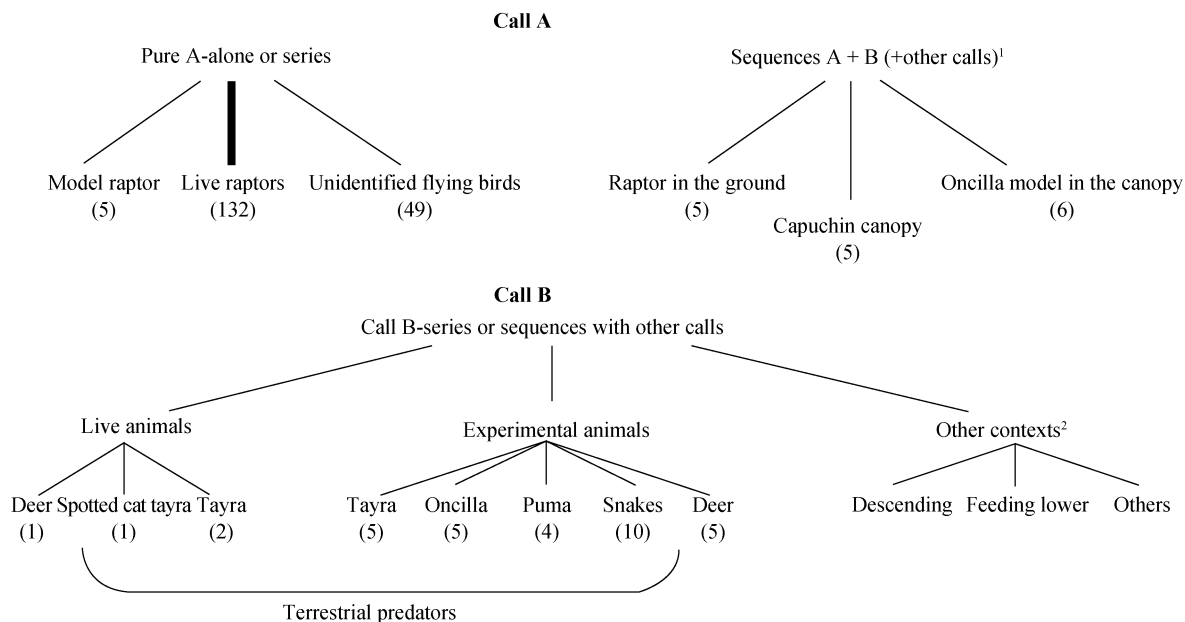 Call A
Pure A-alone or series
Sequences A + B (+other calls)¹
Model raptor
(5)
Live raptors
(132)
Unidentified flying birds
(49)
Raptor in the ground
(5)
Capuchin canopy
(5)
Oncilla model in the canopy
(6)
Call B
Call B-series or sequences with other calls
Live animals
Experimental animals
Other contexts²
Deer
(1)
Spotted cat tayra
(1)
Tayra
(2)
Tayra
(5)
Oncilla
(5)
Puma
(4)
Snakes
(10)
Deer
(5)
Descending
Feeding lower
Others
Terrestrial predators